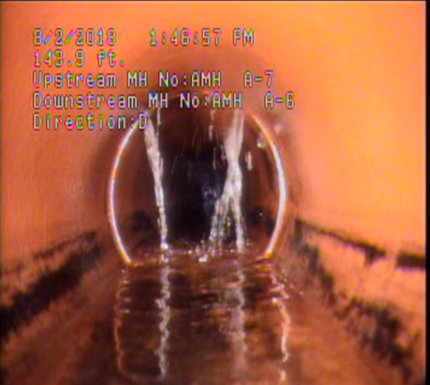 8/2/2018 1:46:57 PM
143.9 ft.
Upstream MH No:AMH A-7
Downstream MH No:AMH A-6
Direction:D